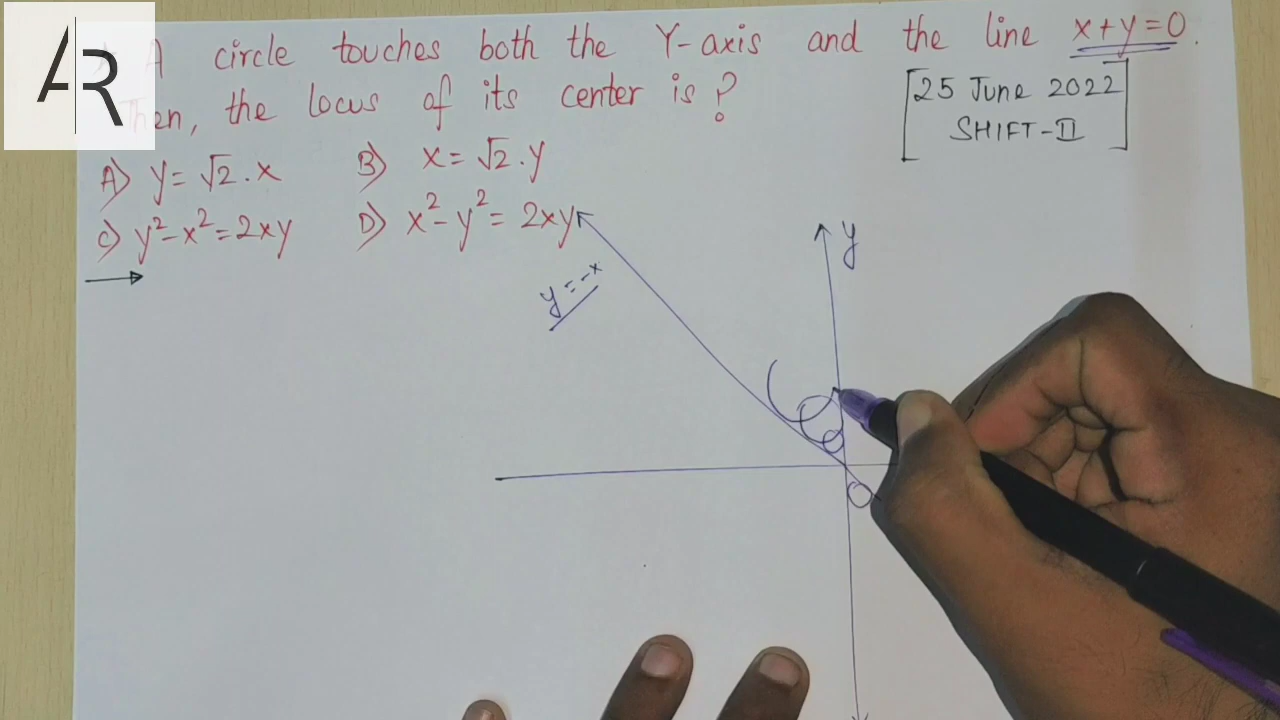 AR
A circle touches both the Y-axis and the line x+y=0.
Then, the locus of its center is?
[25 June 2022
SHIFT-II]
A) y=√2.x B) x=√2.y
C) y²-x²=2xy D) x²-y²=2xy
y
y=-x